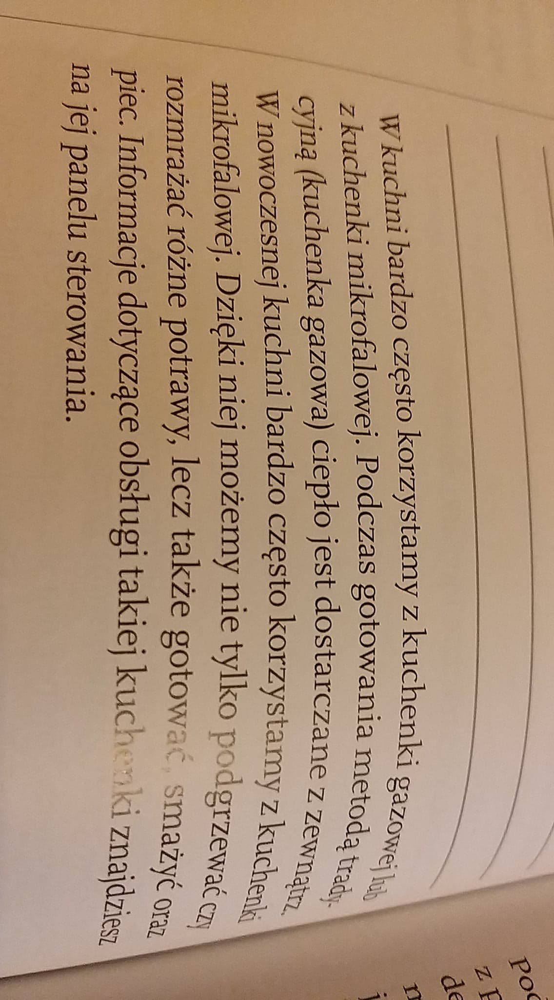 W kuchni bardzo często korzystamy z kuchenki gazowej lub
z kuchenki mikrofalowej. Podczas gotowania metodą trady-
cyjną (kuchenka gazowa) ciepło jest dostarczane z zewnątrz.
W nowoczesnej kuchni bardzo często korzystamy z kuchenki
mikrofalowej. Dzięki niej możemy nie tylko podgrzewać czy
rozmrażać różne potrawy, lecz także gotować, smażyć oraz
piec. Informacje dotyczące obsługi takiej kuchenki znajdziesz
na jej panelu sterowania.